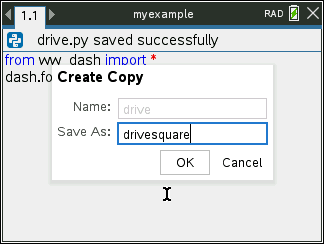 1.1
myexample
RAD
drive.py saved successfully
from ww_dash import *
dash.fo
Create Copy
Name: drive
Save As: drivesquare
OK Cancel